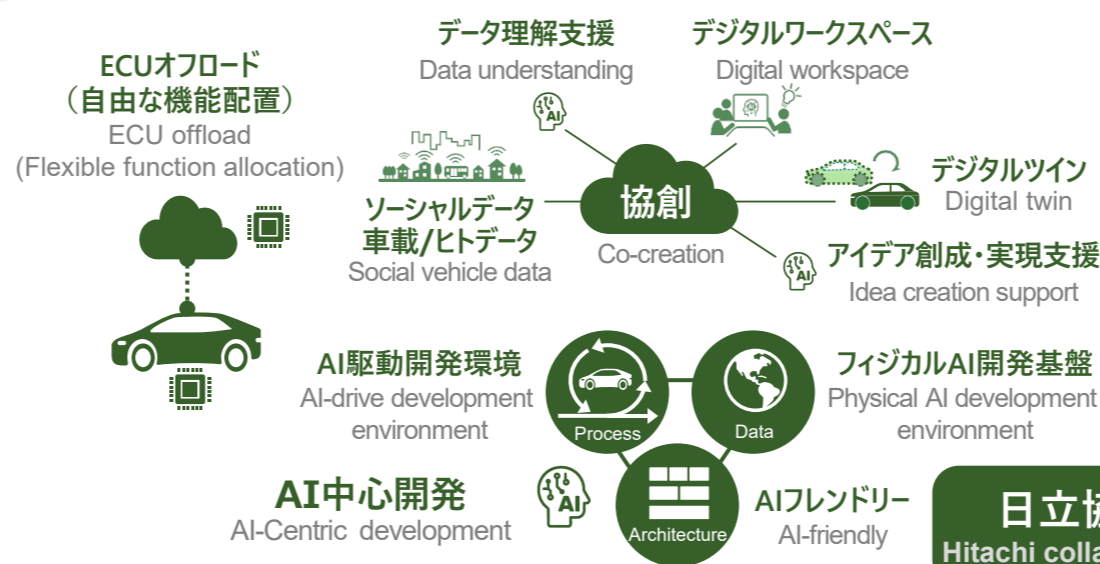 ECUオフロード
（自由な機能配置）
ECU offload
(Flexible function allocation)
データ理解支援
Data understanding
AI
デジタルワークスペース
Digital workspace
ソーシャルデータ
車載/ヒトデータ
Social vehicle data
協創
Co-creation
デジタルツイン
Digital twin
AI
アイデア創成・実現支援
Idea creation support
AI駆動開発環境
AI-drive development
environment
Process
Data
フィジカルAI開発基盤
Physical AI development
environment
AI中心開発
AI-Centric development
AI
Architecture
AIフレンドリー
AI-friendly
日立協
Hitachi colla